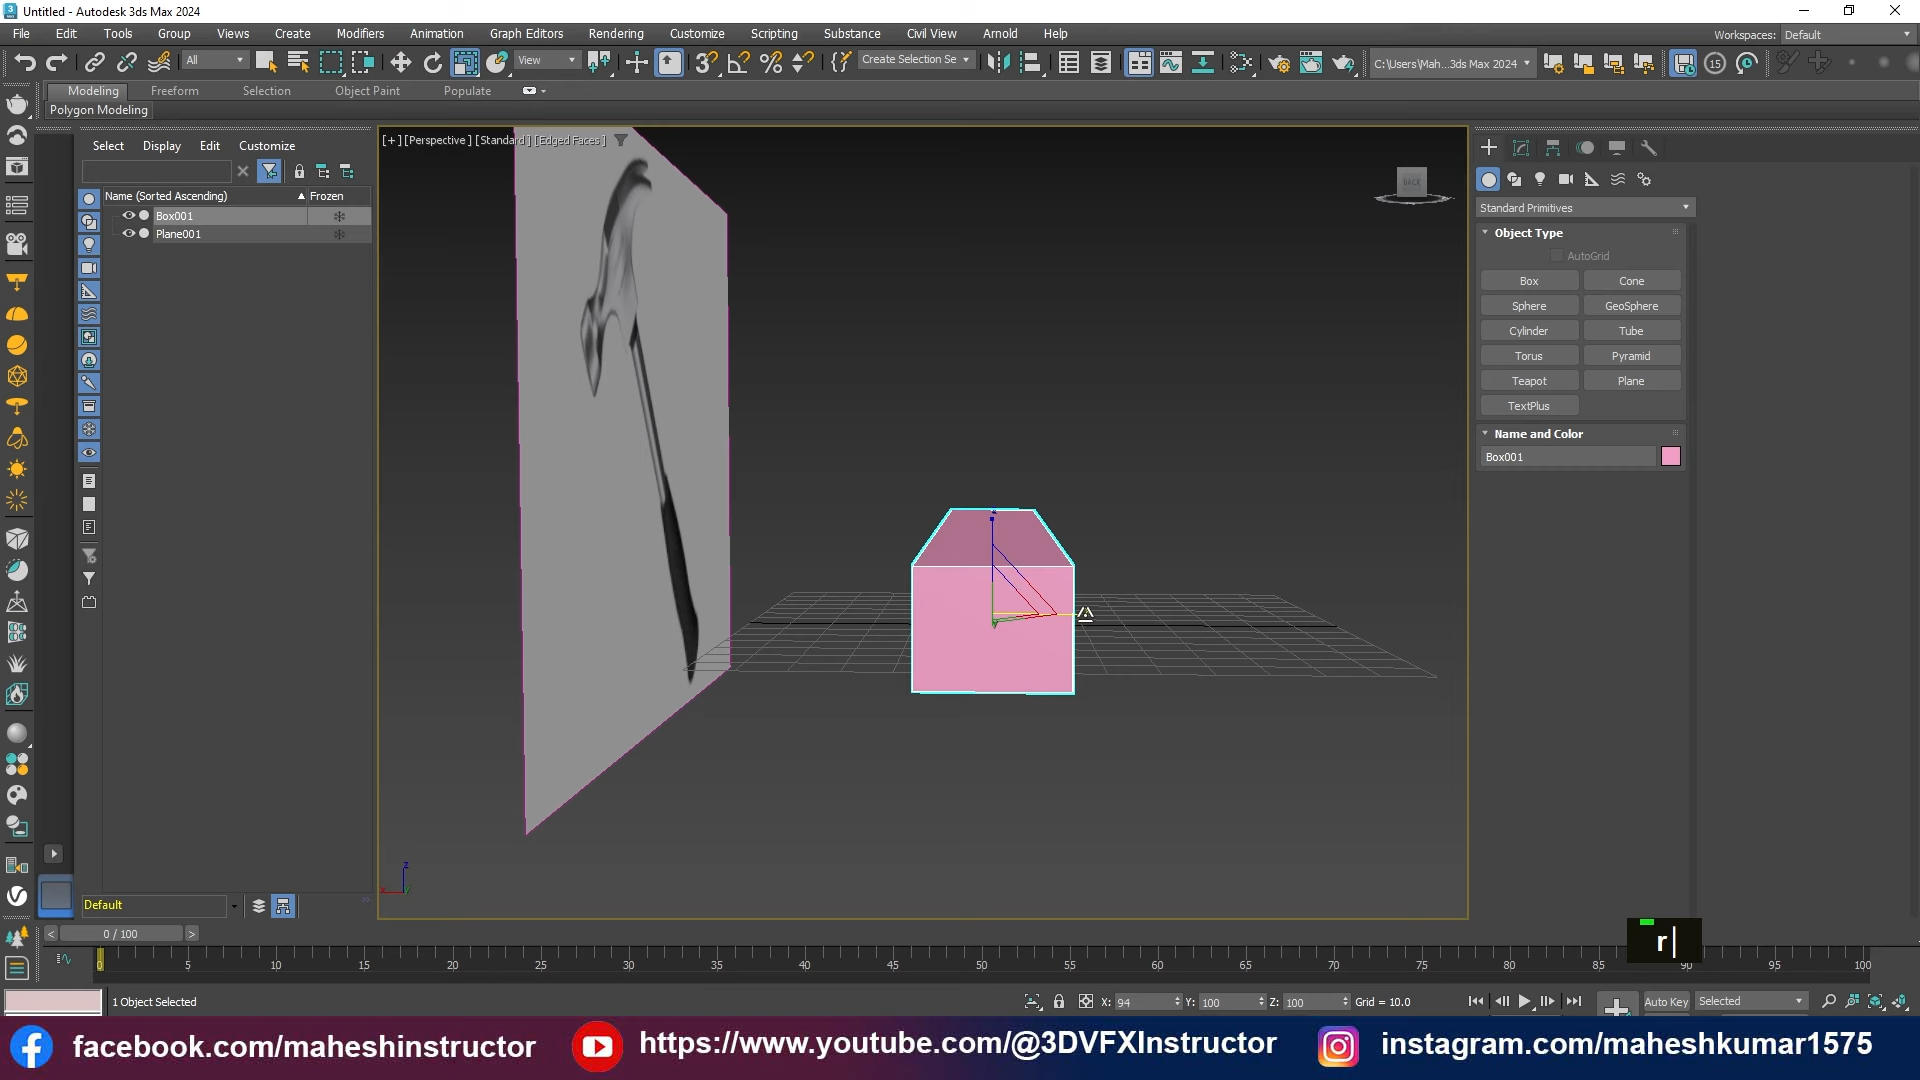 Untitled - Autodesk 3ds Max 2024
File Edit Tools Group Views Create Modifiers Animation Graph Editors Rendering Customize Scripting Civil View Substance Arnold Help
Workspaces: Default
All View Create Selection Se C:\Users\Mah...3ds Max 2024 15
Modeling Freeform Selection Object Paint Populate
Polygon Modeling
Select Display Edit Customize
[+] [Perspective ] [Standard ] [Edged Faces ]
BACK
Name (Sorted Ascending) Frozen
Box001
Plane001
Standard Primitives
Object Type
AutoGrid
Box Cone
Sphere GeoSphere
Cylinder Tube
Torus Pyramid
Teapot Plane
TextPlus
Name and Color
Box001
z
x
Default
r
0 / 100
0 5 10 15 20 25 30 35 40 45 50 55 60 65 70 75 80 85 90 95 100
1 Object Selected X: 94 Y: 100 Z: 100 Grid = 10.0 Auto Key Selected
facebook.com/maheshinstructor https://www.youtube.com/@3DVFXInstructor instagram.com/maheshkumar1575